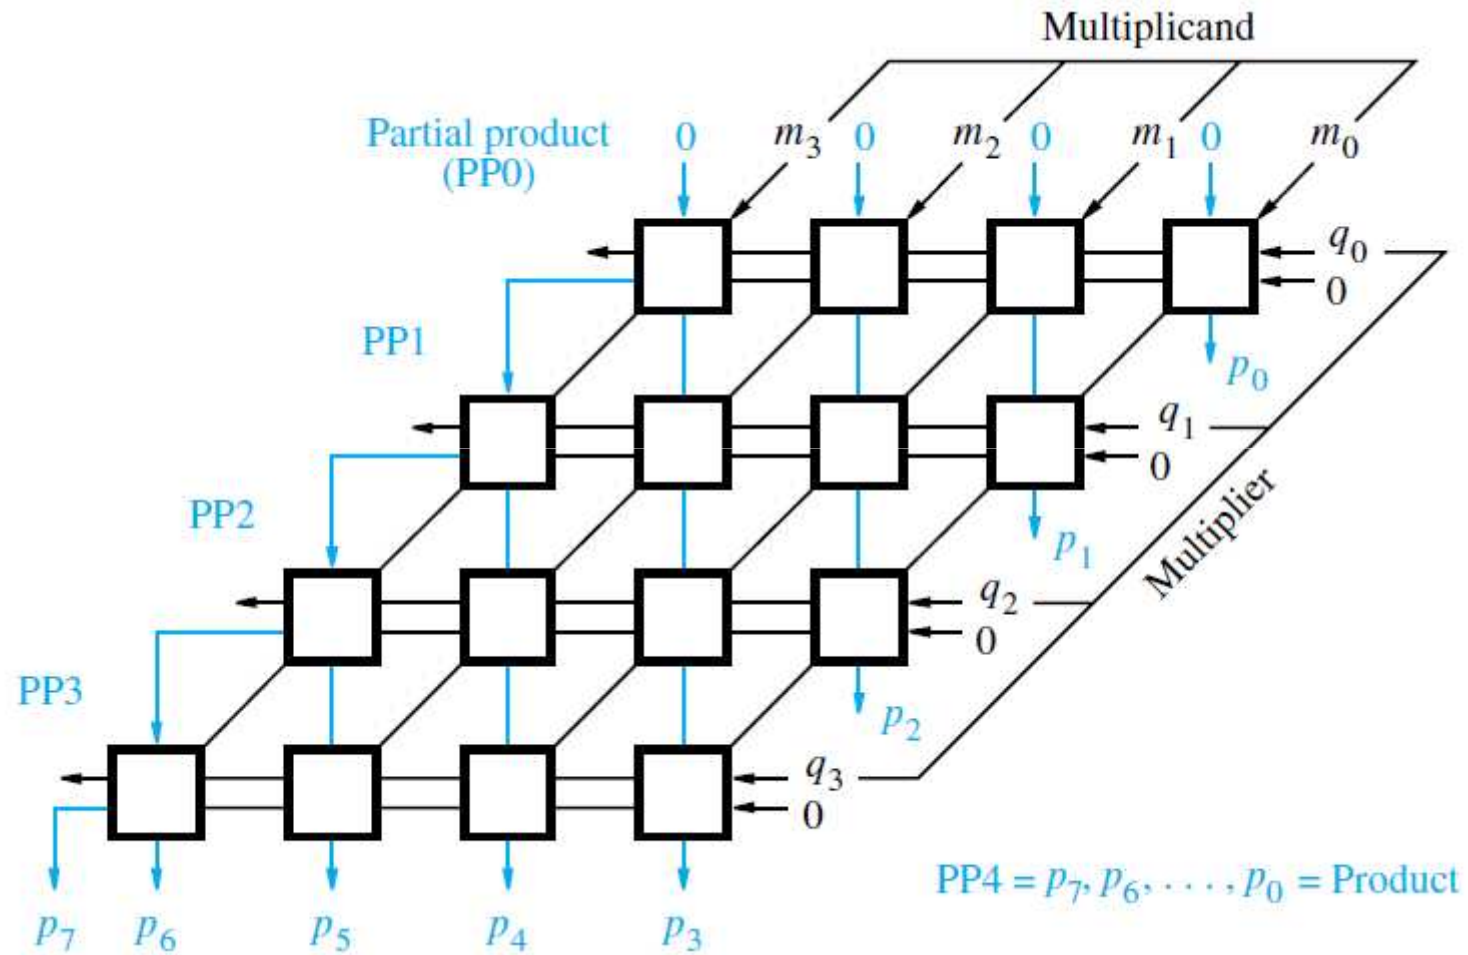 Multiplicand
Partial product 0 m3 0 m2 0 m1 0 m0
(PP0)
q0
0
PP1
p0
q1
0
PP2
p1
Multiplier
q2
0
PP3
p2
q3
0
PP4 = p7, p6, . . . , p0 = Product
p7 p6 p5 p4 p3